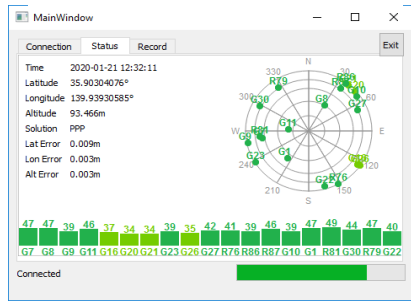 MainWindow
Connection Status Record Exit
Time 2020-01-21 12:32:11
Latitude 35.90304076°
Longitude 139.93930585°
Altitude 93.466m
Solution PPP
Lat Error 0.009m
Lon Error 0.003m
Alt Error 0.003m
N
330 30
R79
G30 300
G8
G10
G27 60
G11
W R84 E
G9
G23 240
G1
120
G22 R76
210 150
S
47 47 39 46 37 34 34 39 35 42 41 39 46 39 47 49 44 47 40
G7 G8 G9 G11 G16 G20 G21 G23 G26 G27 R76 R86 R87 G10 G1 R81 G30 R79 G22
Connected